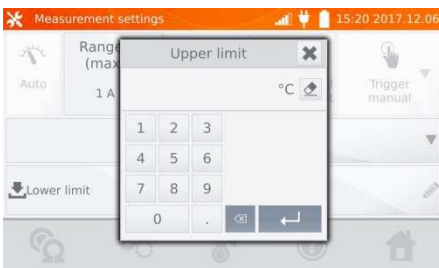 Measurement settings
15:20 2017.12.06
Auto
Range
(max
1 A
Upper limit
°C
Trigger
manual
1 2 3
4 5 6
7 8 9
0 .
Lower limit